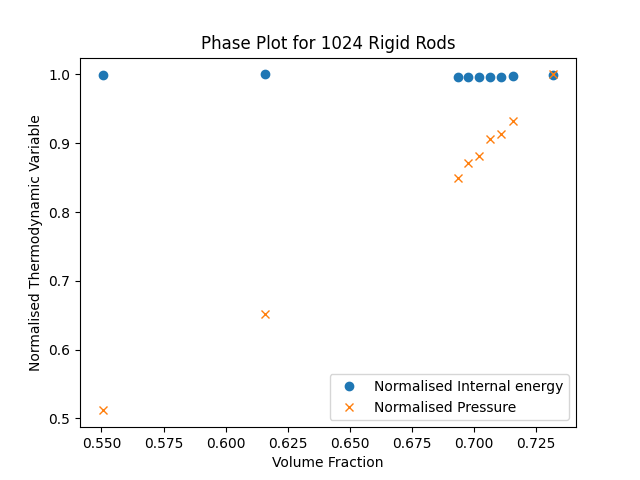 Phase Plot for 1024 Rigid Rods
Normalised Thermodynamic Variable
1.0
0.9
0.8
0.7
0.6
0.5
Normalised Internal energy
Normalised Pressure
0.550 0.575 0.600 0.625 0.650 0.675 0.700 0.725
Volume Fraction